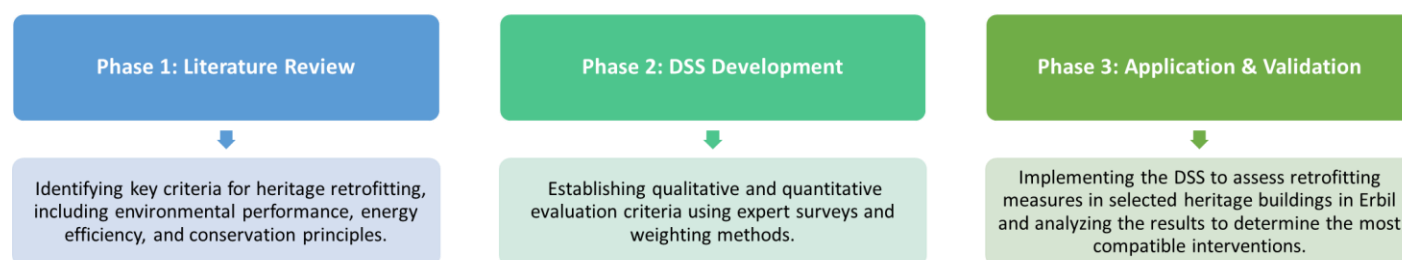 Phase 1: Literature Review
Identifying key criteria for heritage retrofitting,
including environmental performance, energy
efficiency, and conservation principles.
Phase 2: DSS Development
Establishing qualitative and quantitative
evaluation criteria using expert surveys and
weighting methods.
Phase 3: Application & Validation
Implementing the DSS to assess retrofitting
measures in selected heritage buildings in Erbil
and analyzing the results to determine the most
compatible interventions.